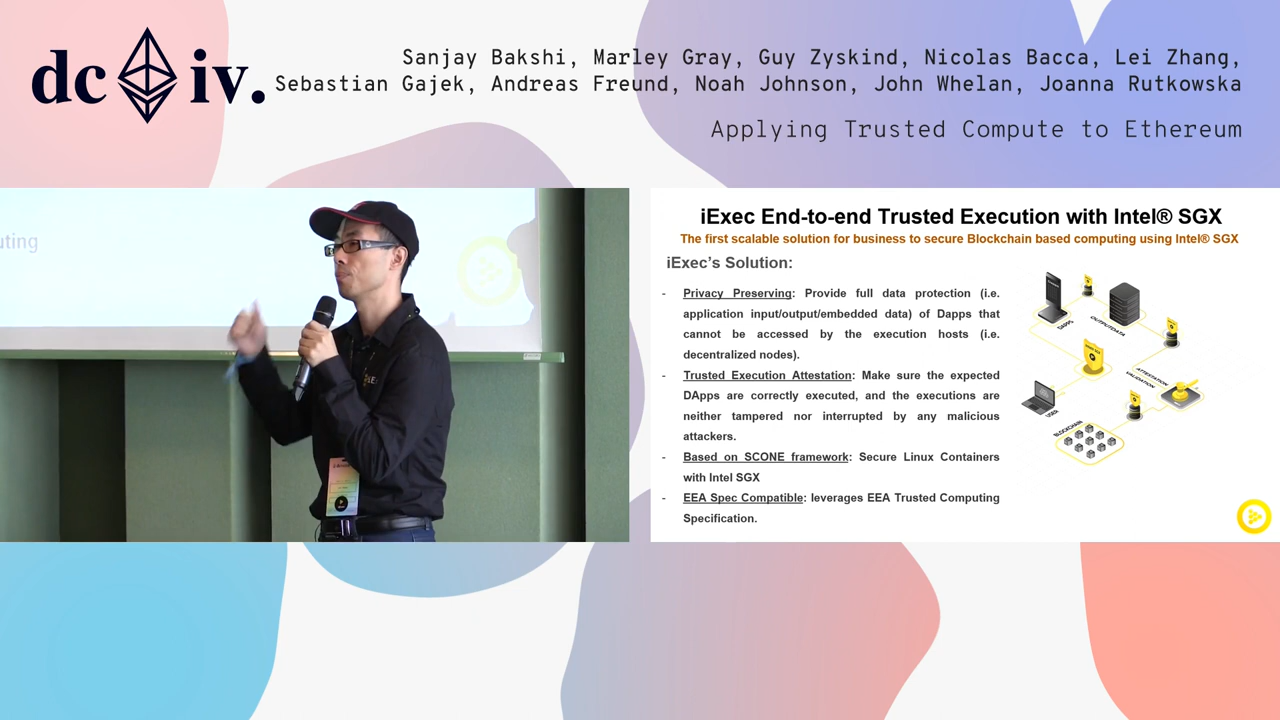 dc iv.
Sanjay Bakshi, Marley Gray, Guy Zyskind, Nicolas Bacca, Lei Zhang,
Sebastian Gajek, Andreas Freund, Noah Johnson, John Whelan, Joanna Rutkowska
Applying Trusted Compute to Ethereum
uting
iExec End-to-end Trusted Execution with Intel® SGX
The first scalable solution for business to secure Blockchain based computing using Intel® SGX
iExec's Solution:
- Privacy Preserving: Provide full data protection (i.e.
application input/output/embedded data) of Dapps that
cannot be accessed by the execution hosts (i.e.
decentralized nodes).
- Trusted Execution Attestation: Make sure the expected
DApps are correctly executed, and the executions are
neither tampered nor interrupted by any malicious
attackers.
- Based on SCONE framework: Secure Linux Containers
with Intel SGX
- EEA Spec Compatible: leverages EEA Trusted Computing
Specification.
DAPPS
OUTPUTDATA
ATTESTATION
VALIDATION
USER
BLOCKCHAIN